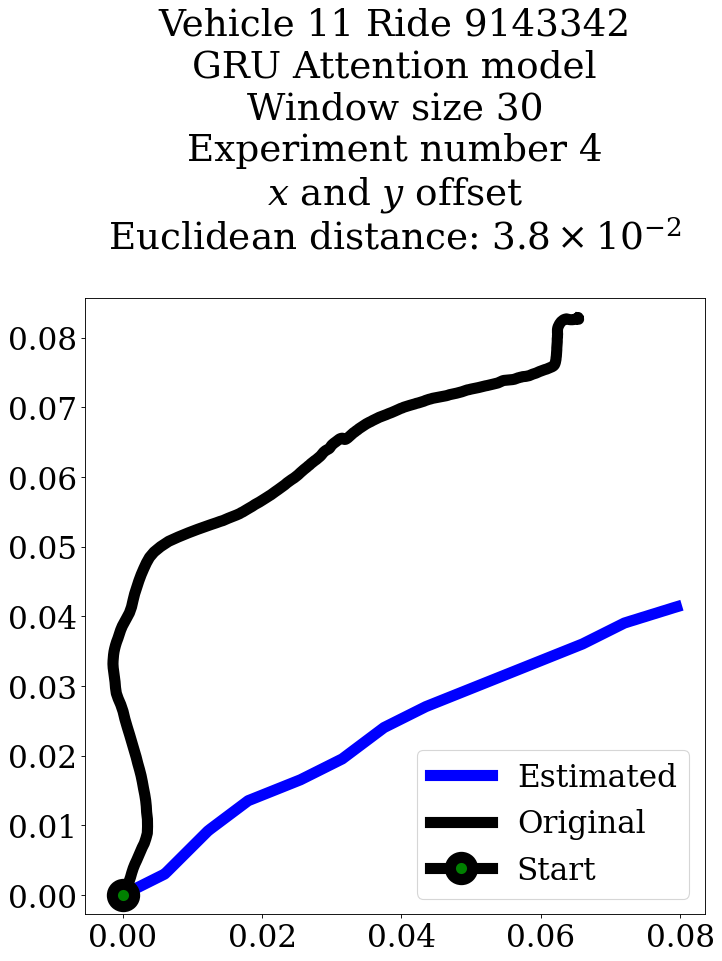 Vehicle 11 Ride 9143342
GRU Attention model
Window size 30
Experiment number 4
x and y offset
Euclidean distance: 3.8 × 10⁻²
0.08
0.07
0.06
0.05
0.04
0.03
0.02
0.01
0.00
Estimated
Original
Start
0.00 0.02 0.04 0.06 0.08